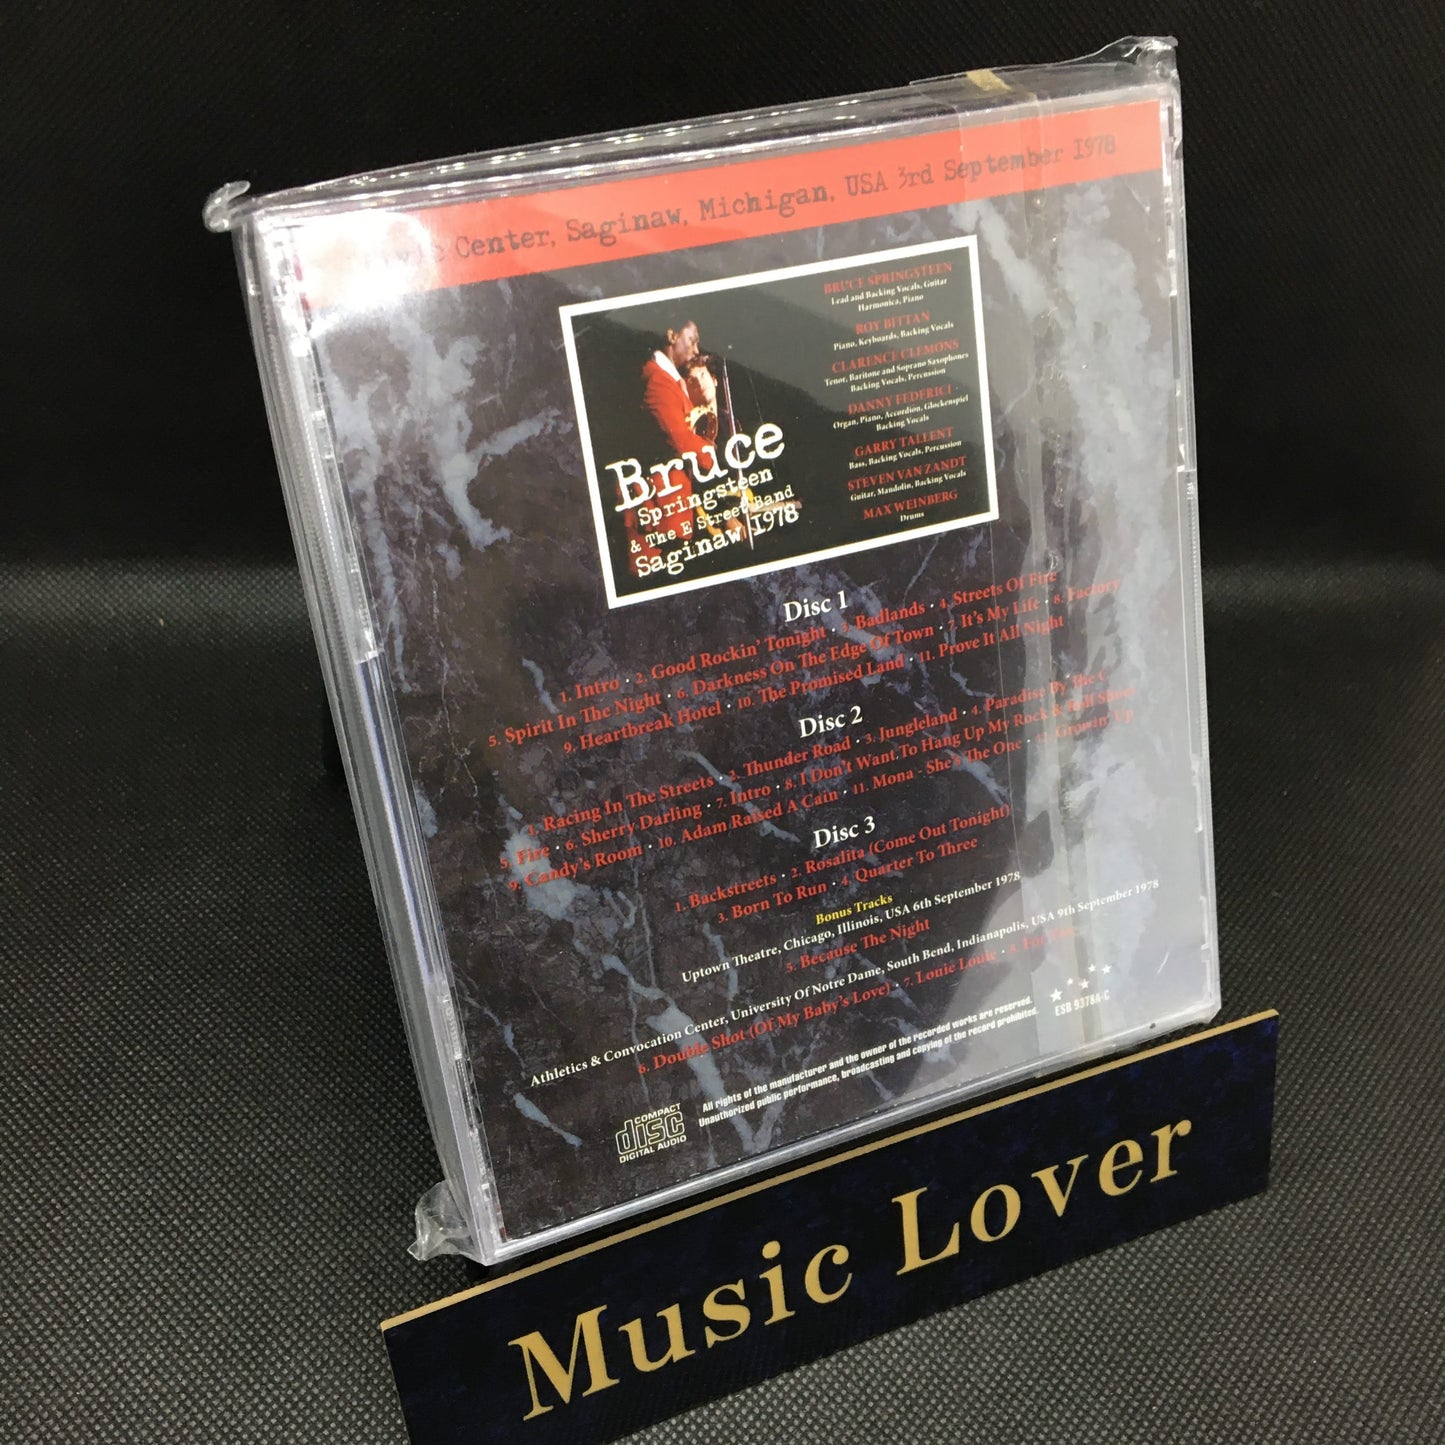 Center, Saginaw, Michigan, USA 3rd September 1978
BRUCE SPRINGSTEEN
Lead and Backing Vocals, Guitar
Harmonica, Piano
ROY BITTAN
Piano, Keyboards, Backing Vocals
CLARENCE CLEMONS
Tenor, Baritone and Soprano Saxophones
Backing Vocals, Percussion
DANNY FEDERICI
Organ, Piano, Accordion, Glockenspiel
Backing Vocals
GARRY TALLENT
Bass, Backing Vocals, Percussion
STEVEN VAN ZANDT
Guitar, Mandolin, Backing Vocals
MAX WEINBERG
Drums
Bruce
Springsteen
& The E Street Band
Saginaw 1978
Disc 1
1. Intro · 2. Good Rockin' Tonight · 3. Badlands · 4. Streets Of Fire
5. Spirit In The Night · 6. Darkness On The Edge Of Town · 7. It's My Life · 8. Factory
9. Heartbreak Hotel · 10. The Promised Land · 11. Prove It All Night
Disc 2
1. Racing In The Streets · 2. Thunder Road · 3. Jungleland · 4. Paradise By The C
5. Fire · 6. Sherry Darling · 7. Intro · 8. I Don't Want To Hang Up My Rock & Roll Shoes
9. Candy's Room · 10. Adam Raised A Cain · 11. Mona - She's The One · 12. Growin' Up
Disc 3
1. Backstreets · 2. Rosalita (Come Out Tonight)
3. Born To Run · 4. Quarter To Three
Bonus Tracks
Uptown Theatre, Chicago, Illinois, USA 6th September 1978
5. Because The Night
Athletics & Convocation Center, University Of Notre Dame, South Bend, Indianapolis, USA 9th September 1978
6. Double Shot (Of My Baby's Love) · 7. Louie Louie · 8. For You
COMPACT
disc
DIGITAL AUDIO
All rights of the manufacturer and the owner of the recorded works are reserved.
Unauthorized public performance, broadcasting and copying of the record prohibited.
ESB 9378A-C
Music Lover